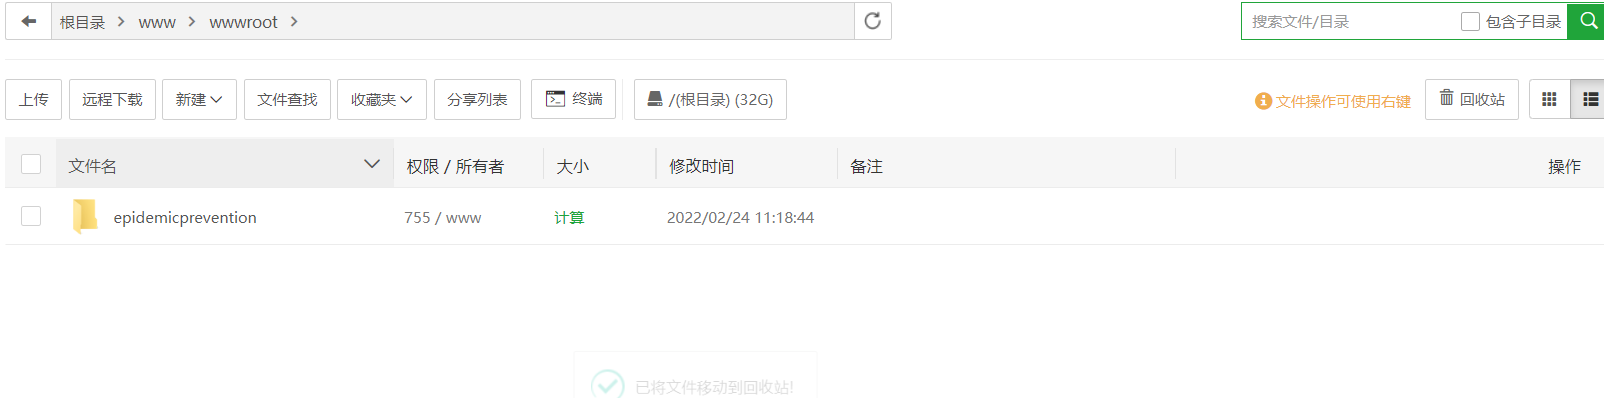 根目录 www wwwroot
搜索文件/目录 包含子目录
上传 远程下载 新建 文件查找 收藏夹 分享列表 终端 /(根目录) (32G) 文件操作可使用右键 回收站
文件名 权限 / 所有者 大小 修改时间 备注 操作
epidemicprevention 755 / www 计算 2022/02/24 11:18:44
已将文件移动到回收站!